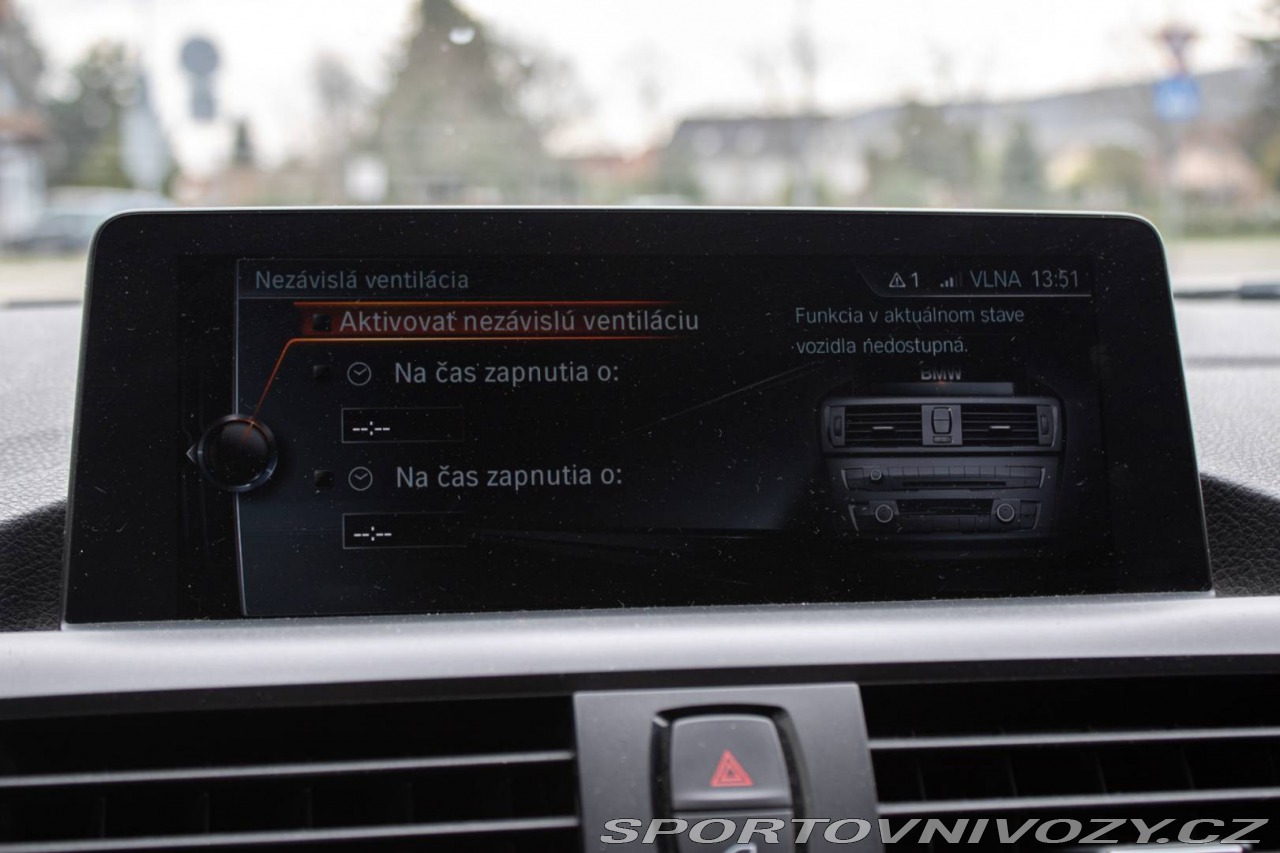 Nezávislá ventilácia
1 VLNA 13:51
Aktivovať nezávislú ventiláciu
Funkcia v aktuálnom stave
vozidla nedostupná.
BMW
Na čas zapnutia o:
--:--
Na čas zapnutia o:
--:--
SPORTOVNIVOZY.CZ